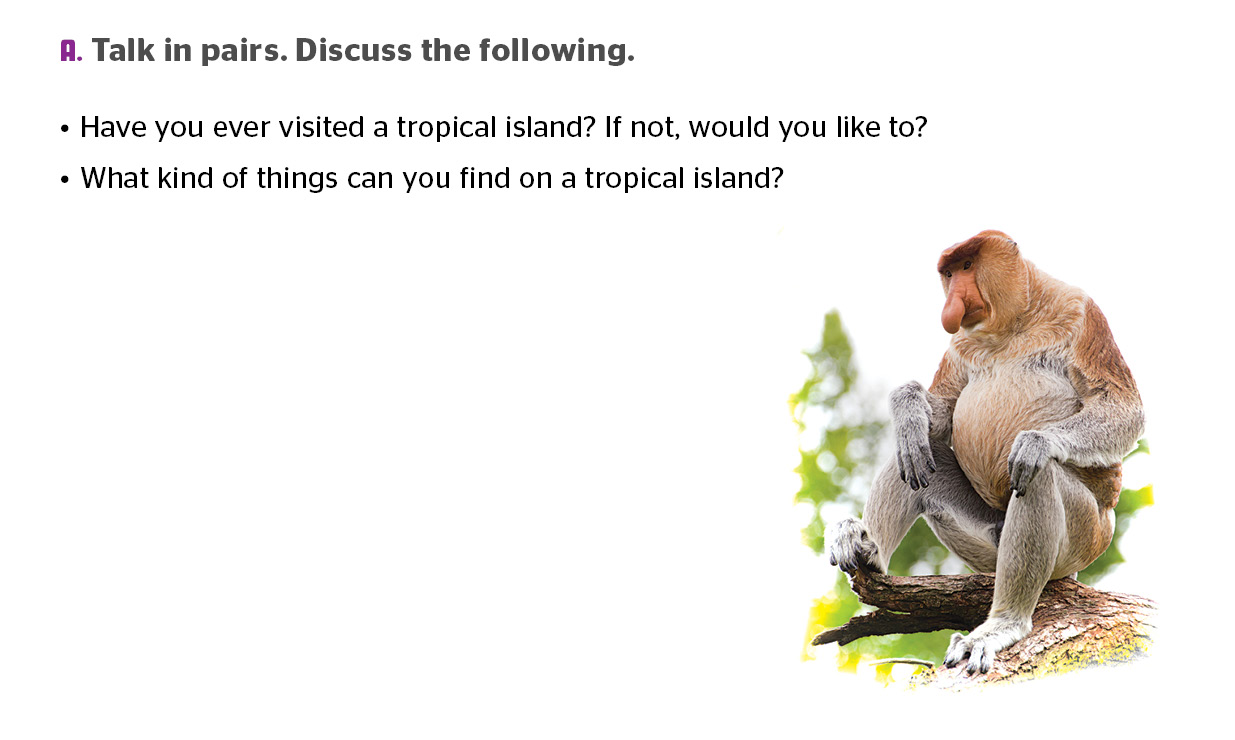 A. Talk in pairs. Discuss the following.
• Have you ever visited a tropical island? If not, would you like to?
• What kind of things can you find on a tropical island?